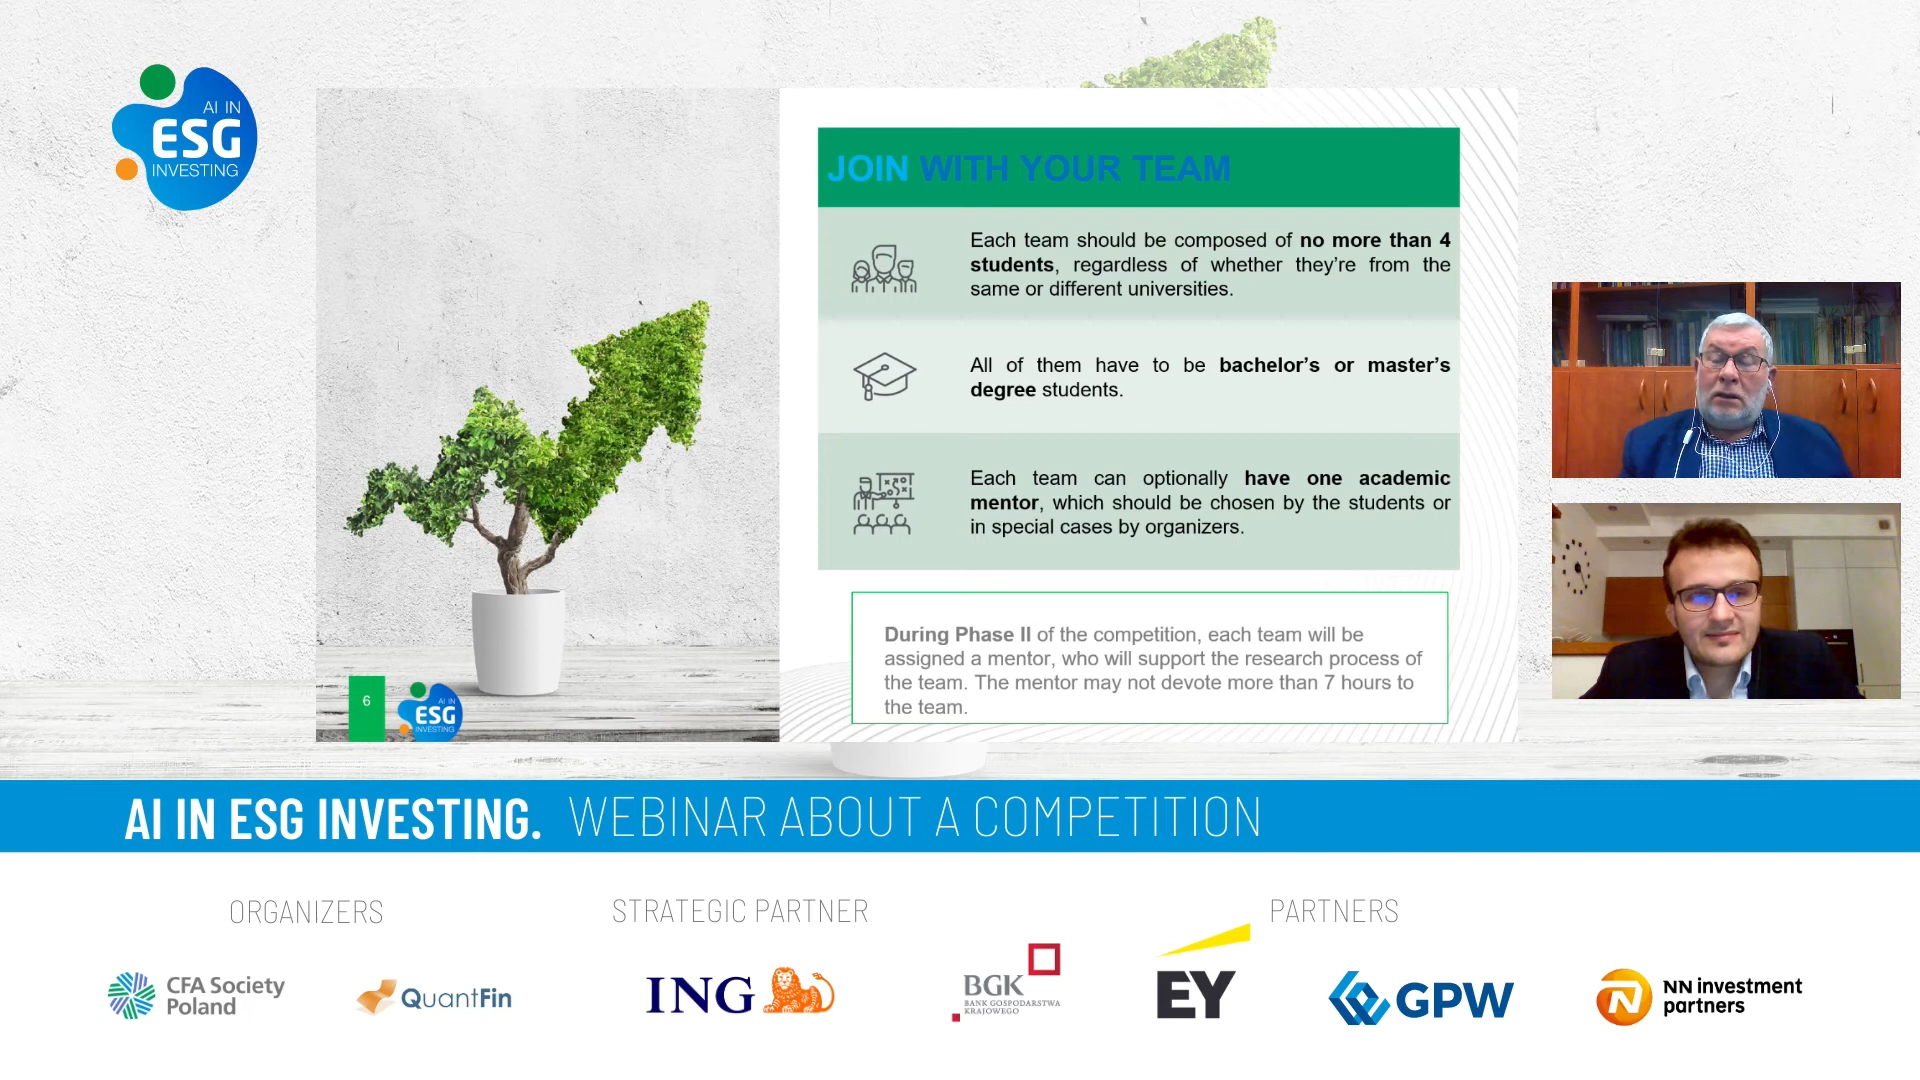 AI IN
ESG
INVESTING
JOIN WITH YOUR TEAM
Each team should be composed of no more than 4
students, regardless of whether they're from the
same or different universities.
All of them have to be bachelor's or master's
degree students.
Each team can optionally have one academic
mentor, which should be chosen by the students or
in special cases by organizers.
During Phase II of the competition, each team will be
assigned a mentor, who will support the research process of
the team. The mentor may not devote more than 7 hours to
the team.
6
AI IN
ESG
INVESTING
AI IN ESG INVESTING. WEBINAR ABOUT A COMPETITION
ORGANIZERS
STRATEGIC PARTNER
PARTNERS
CFA Society
Poland
QuantFin
ING
BGK
BANK GOSPODARSTWA
KRAJOWEGO
EY
GPW
N
NN investment
partners